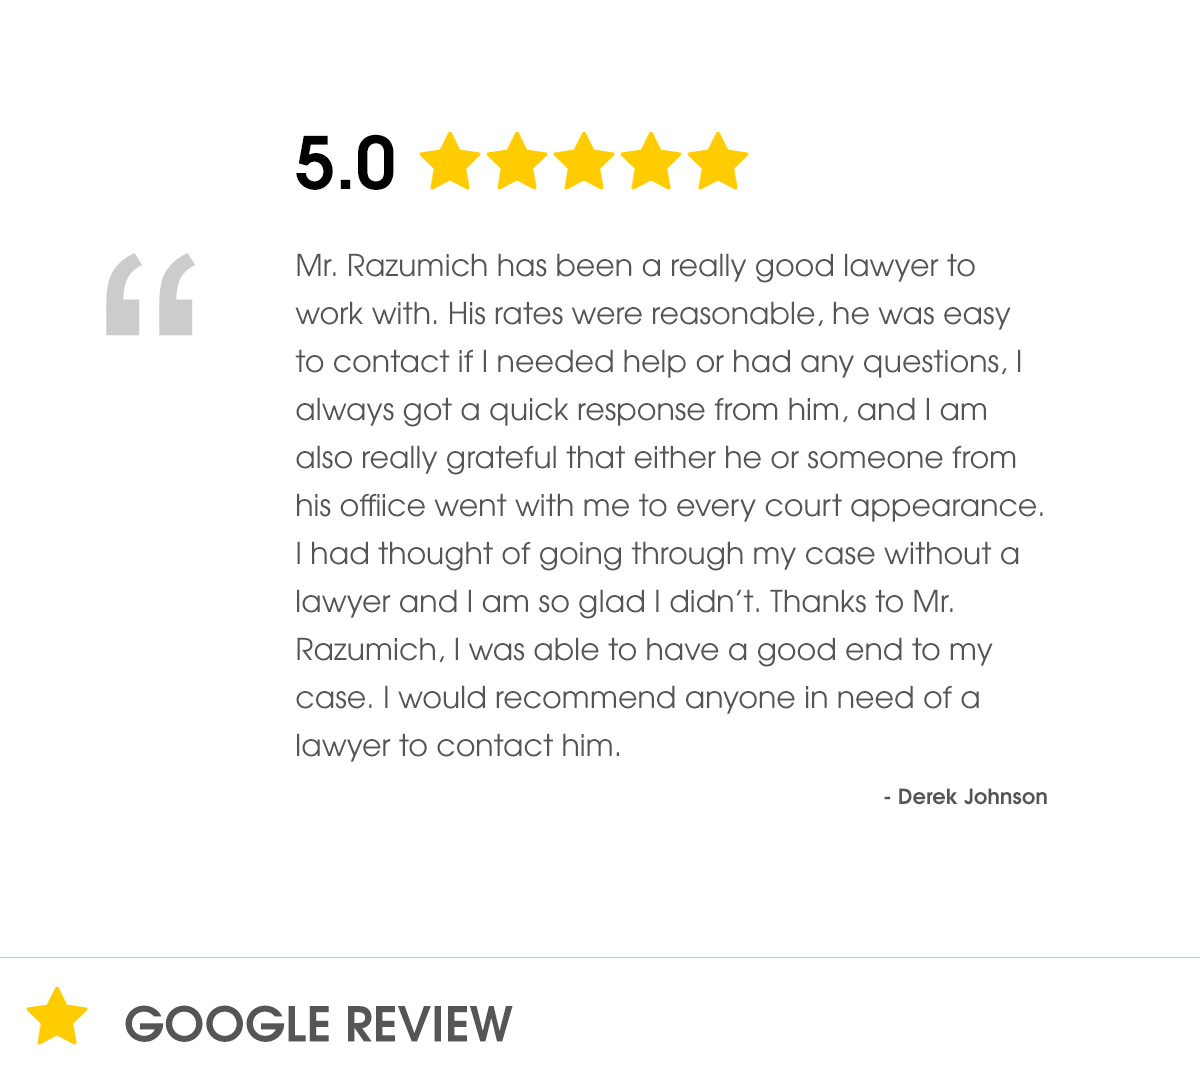 5.0
“
Mr. Razumich has been a really good lawyer to
work with. His rates were reasonable, he was easy
to contact if I needed help or had any questions, I
always got a quick response from him, and I am
also really grateful that either he or someone from
his offiice went with me to every court appearance.
I had thought of going through my case without a
lawyer and I am so glad I didn’t. Thanks to Mr.
Razumich, I was able to have a good end to my
case. I would recommend anyone in need of a
lawyer to contact him.
- Derek Johnson
GOOGLE REVIEW